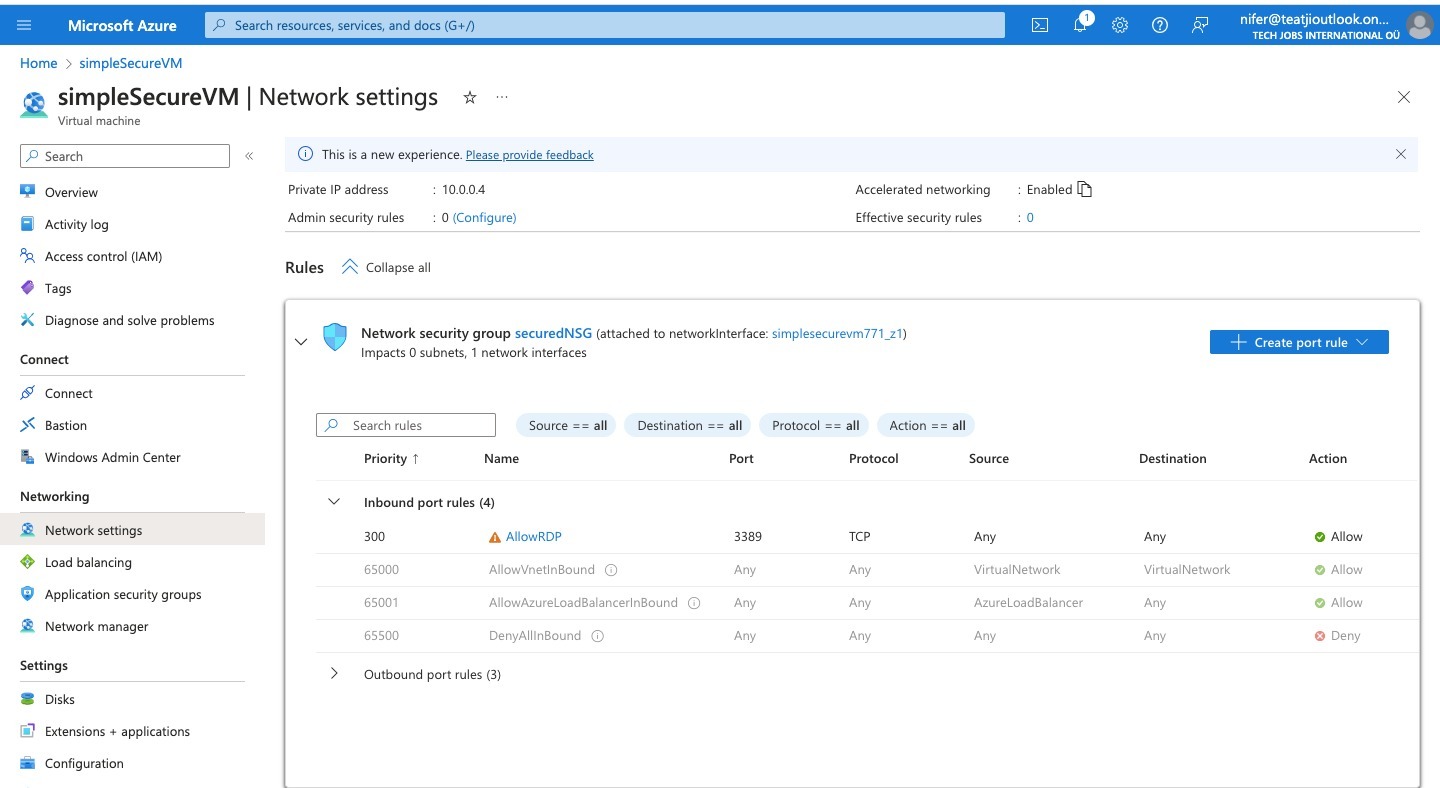 Microsoft Azure
Search resources, services, and docs (G+/)
1
nifer@teatjioutlook.on...
TECH JOBS INTERNATIONAL OÜ
Home > simpleSecureVM
simpleSecureVM | Network settings
Virtual machine
Search
Overview
Activity log
Access control (IAM)
Tags
Diagnose and solve problems
Connect
Connect
Bastion
Windows Admin Center
Networking
Network settings
Load balancing
Application security groups
Network manager
Settings
Disks
Extensions + applications
Configuration
This is a new experience. Please provide feedback
Private IP address : 10.0.0.4
Accelerated networking : Enabled
Admin security rules : 0 (Configure)
Effective security rules : 0
Rules Collapse all
Network security group securedNSG (attached to networkInterface: simplesecurevm771_z1)
Impacts 0 subnets, 1 network interfaces
Create port rule
Search rules
Source == all Destination == all Protocol == all Action == all
Priority ↑ Name Port Protocol Source Destination Action
Inbound port rules (4)
300 AllowRDP 3389 TCP Any Any Allow
65000 AllowVnetInBound Any Any VirtualNetwork VirtualNetwork Allow
65001 AllowAzureLoadBalancerInBound Any Any AzureLoadBalancer Any Allow
65500 DenyAllInBound Any Any Any Any Deny
Outbound port rules (3)